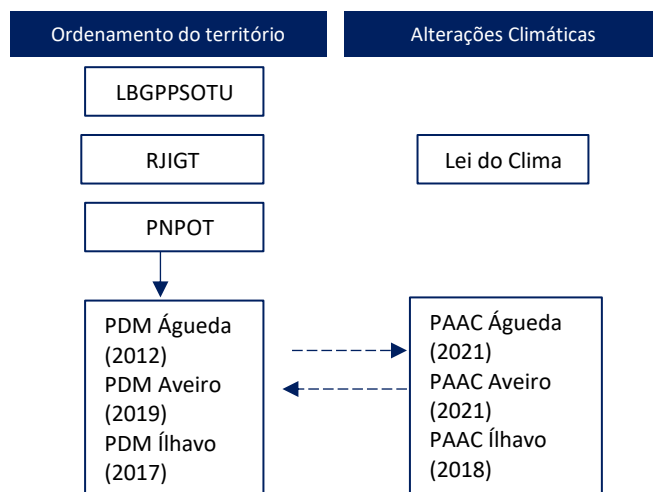 Ordenamento do território
Alterações Climáticas
LBGPPSOTU
RJIGT
Lei do Clima
PNPOT
PDM Águeda
(2012)
PDM Aveiro
(2019)
PDM Ílhavo
(2017)
PAAC Águeda
(2021)
PAAC Aveiro
(2021)
PAAC Ílhavo
(2018)